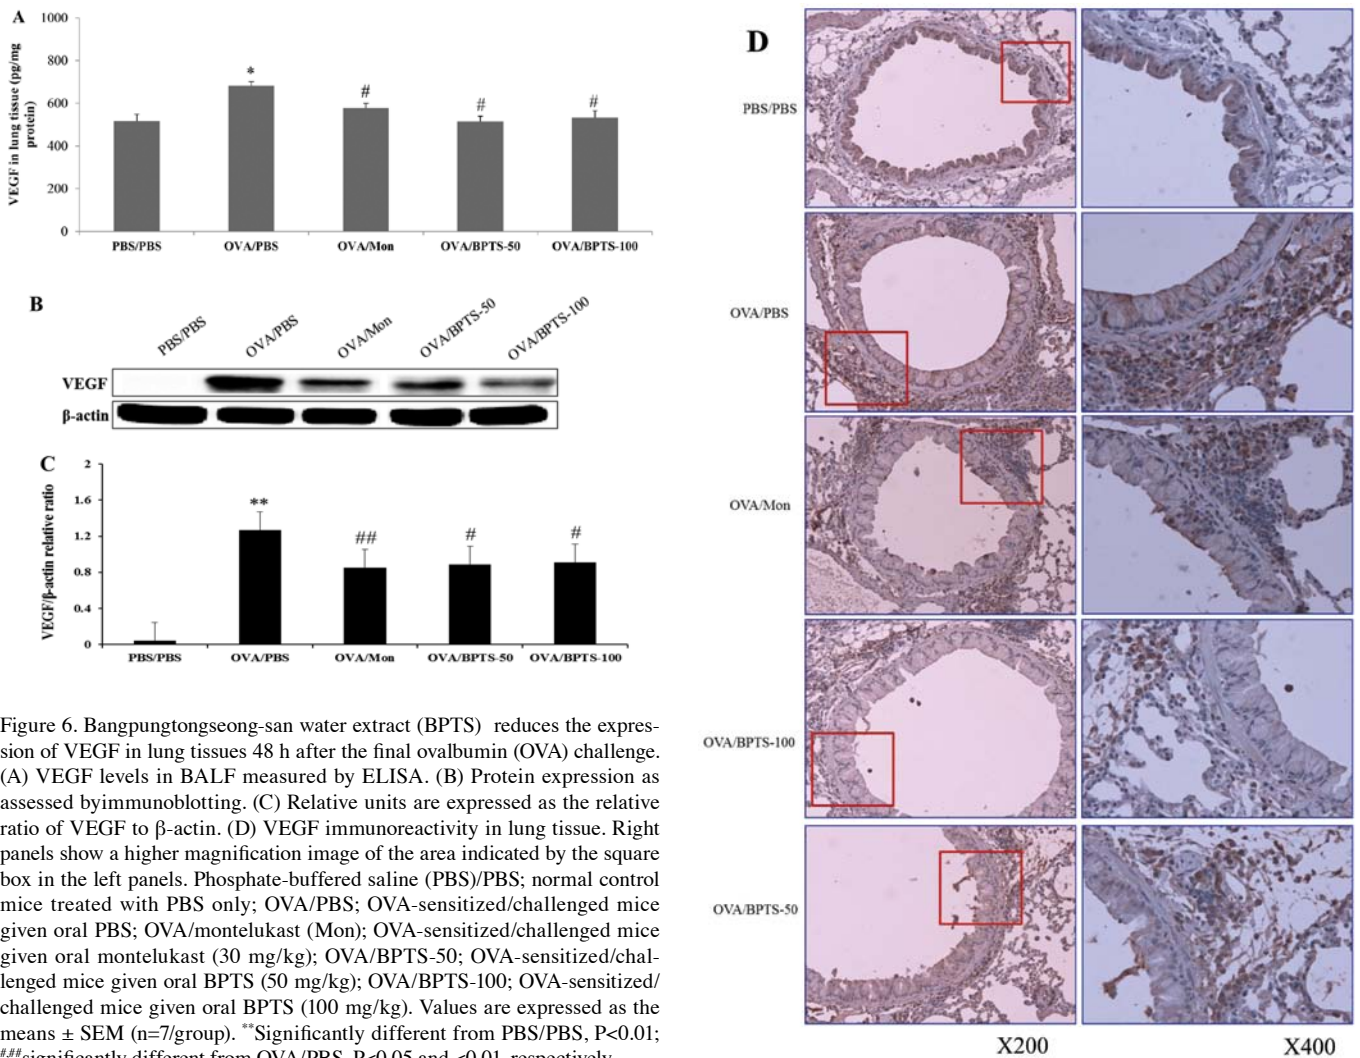 A
1000
800
600
400
200
0
VEGF in lung tissue (pg/mg
protein)
*
#
#
#
PBS/PBS
OVA/PBS
OVA/Mon
OVA/BPTS-50
OVA/BPTS-100
B
PBS/PBS
OVA/PBS
OVA/Mon
OVA/BPTS-50
OVA/BPTS-100
VEGF
β-actin
C
2
1.6
1.2
0.8
0.4
0
VEGF/β-actin relative ratio
**
##
#
#
PBS/PBS
OVA/PBS
OVA/Mon
OVA/BPTS-50
OVA/BPTS-100
Figure 6. Bangpungtongseong-san water extract (BPTS) reduces the expres-
sion of VEGF in lung tissues 48 h after the final ovalbumin (OVA) challenge.
(A) VEGF levels in BALF measured by ELISA. (B) Protein expression as
assessed byimmunoblotting. (C) Relative units are expressed as the relative
ratio of VEGF to β-actin. (D) VEGF immunoreactivity in lung tissue. Right
panels show a higher magnification image of the area indicated by the square
box in the left panels. Phosphate-buffered saline (PBS)/PBS; normal control
mice treated with PBS only; OVA/PBS; OVA-sensitized/challenged mice
given oral PBS; OVA/montelukast (Mon); OVA-sensitized/challenged mice
given oral montelukast (30 mg/kg); OVA/BPTS-50; OVA-sensitized/chal-
lenged mice given oral BPTS (50 mg/kg); OVA/BPTS-100; OVA-sensitized/
challenged mice given oral BPTS (100 mg/kg). Values are expressed as the
means ± SEM (n=7/group). **Significantly different from PBS/PBS, P<0.01;
#,##significantly different from OVA/PBS, P<0.05 and <0.01, respectively.
D
PBS/PBS
OVA/PBS
OVA/Mon
OVA/BPTS-100
OVA/BPTS-50
X200
X400